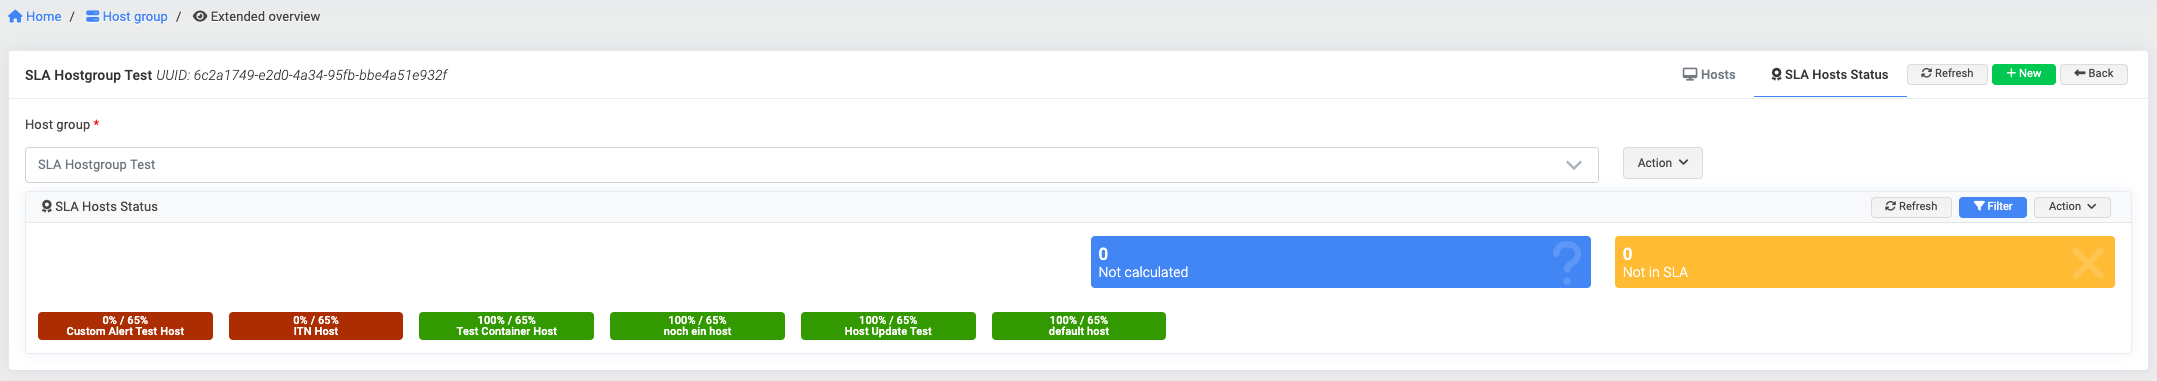 Home / Host group / Extended overview
SLA Hostgroup Test UUID: 6c2a1749-e2d0-4a34-95fb-bbe4a51e932f
Hosts
SLA Hosts Status
Refresh
New
Back
Host group *
SLA Hostgroup Test
Action
SLA Hosts Status
Refresh
Filter
Action
0
Not calculated
0
Not in SLA
0% / 65%
Custom Alert Test Host
0% / 65%
ITN Host
100% / 65%
Test Container Host
100% / 65%
noch ein host
100% / 65%
Host Update Test
100% / 65%
default host